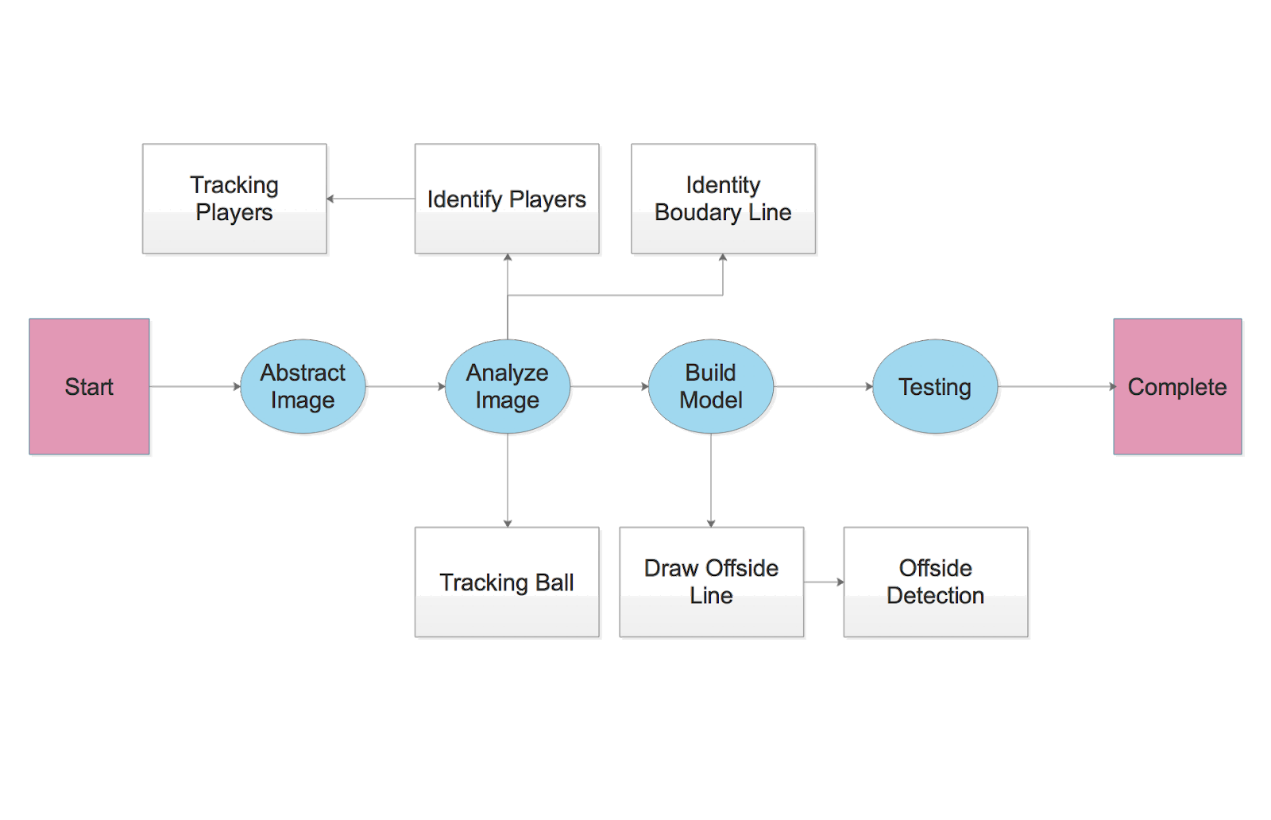 Tracking
Players
Identify Players
Identity
Boudary Line
Start
Abstract
Image
Analyze
Image
Build
Model
Testing
Complete
Tracking Ball
Draw Offside
Line
Offside
Detection